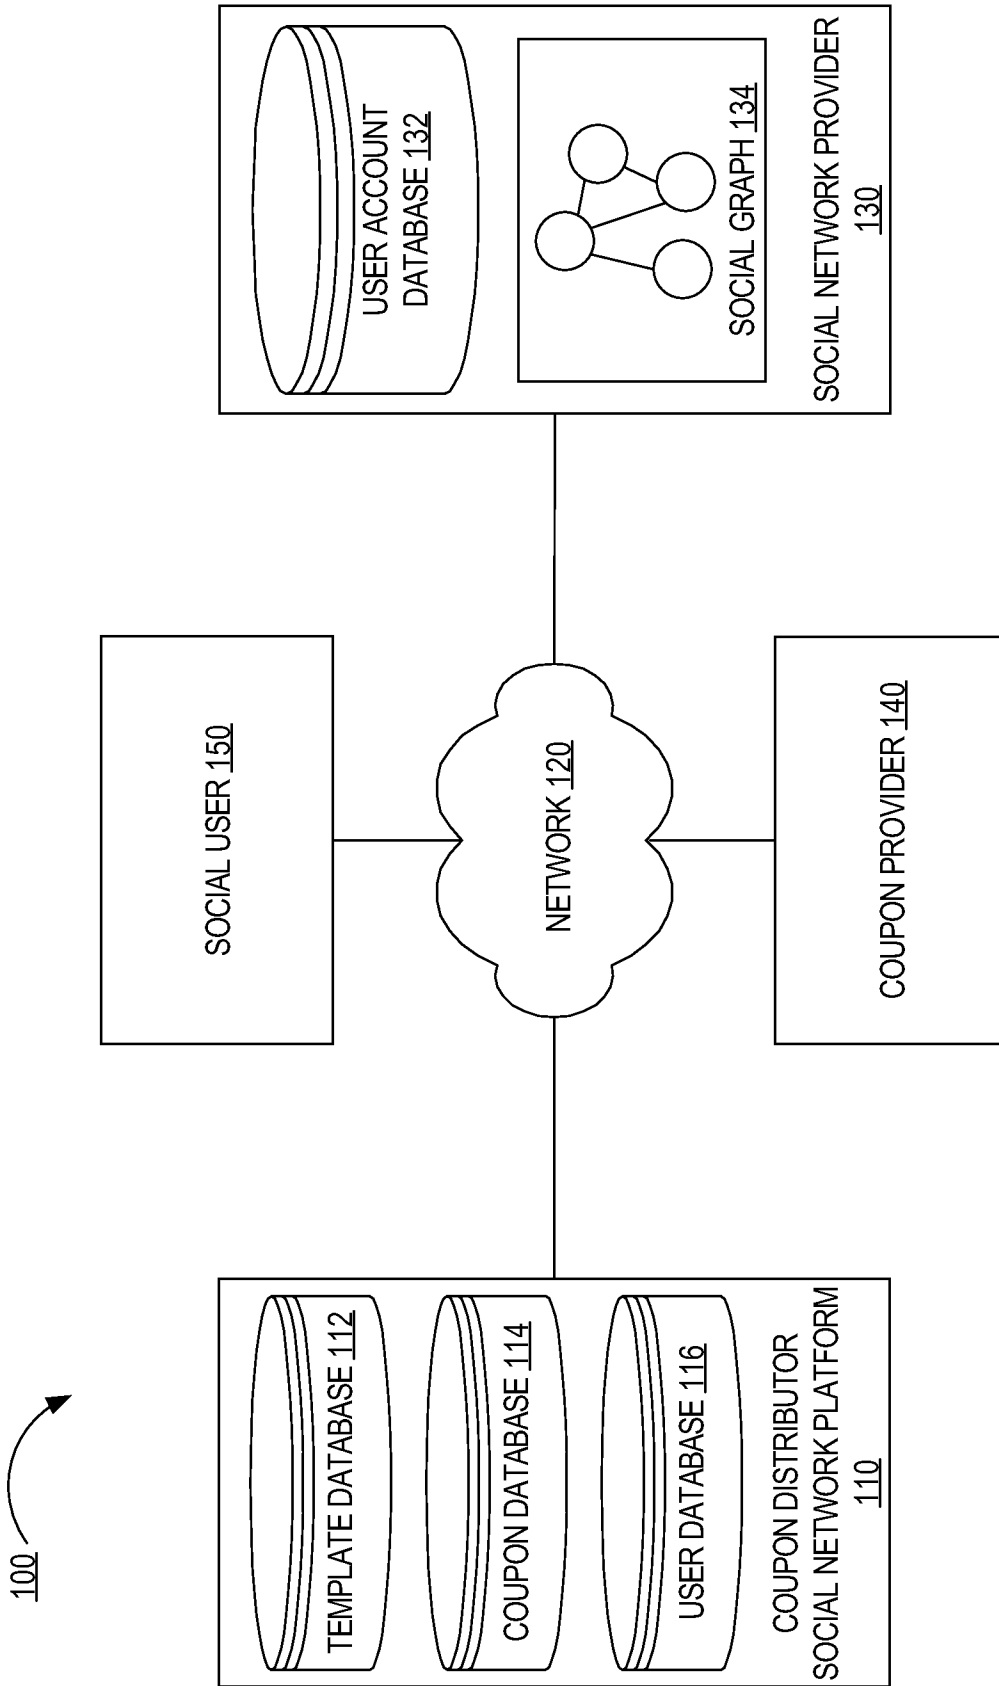 100
SOCIAL USER 150
TEMPLATE DATABASE 112
COUPON DATABASE 114
USER DATABASE 116
COUPON DISTRIBUTOR
SOCIAL NETWORK PLATFORM
110
NETWORK 120
USER ACCOUNT
DATABASE 132
SOCIAL GRAPH 134
SOCIAL NETWORK PROVIDER
130
COUPON PROVIDER 140